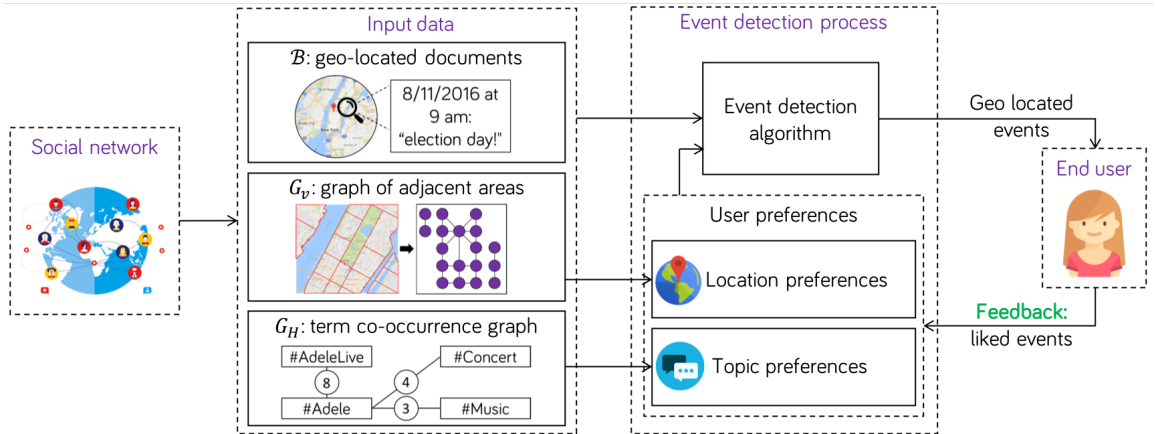 Social network
Input data
ℬ: geo-located documents
8/11/2016 at
9 am:
“election day!”
G_v: graph of adjacent areas
G_H: term co-occurrence graph
#AdeleLive
#Concert
8
4
#Adele
3
#Music
Event detection process
Event detection
algorithm
User preferences
Location preferences
Topic preferences
Geo located
events
End user
Feedback:
liked events